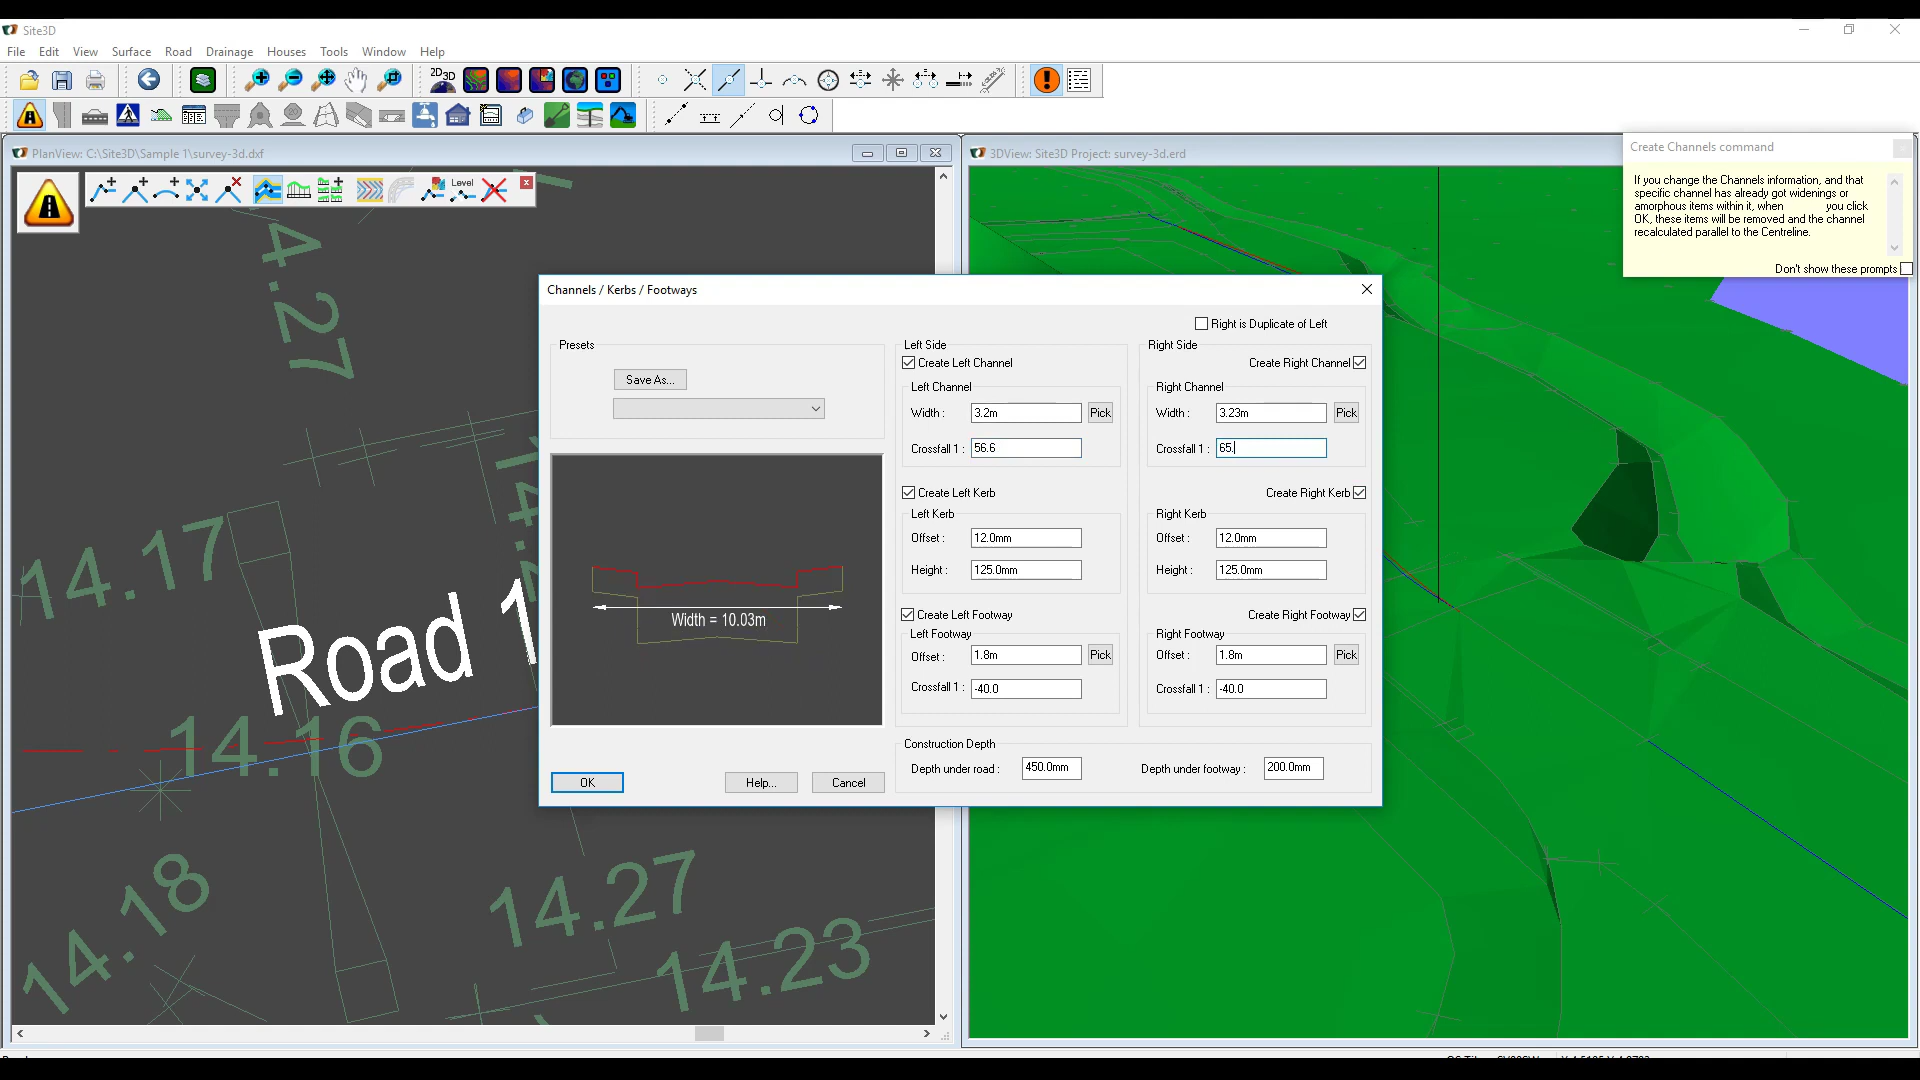 Site3D
File Edit View Surface Road Drainage Houses Tools Window Help
2D3D
PlanView: C:\Site3D\Sample 1\survey-3d.dxf
3DView: Site3D Project: survey-3d.erd
Level
Create Channels command
If you change the Channels information, and that
specific channel has already got widenings or
amorphous items within it, when you click
OK, these items will be removed and the channel
recalculated parallel to the Centreline.
Don't show these prompts
14.27
14.17
Road 1
14.16
14.18
14.27
14.23
Channels / Kerbs / Footways
Right is Duplicate of Left
Presets
Save As...
Width = 10.03m
OK
Help...
Cancel
Left Side
Create Left Channel
Left Channel
Width : 3.2m Pick
Crossfall 1 : 56.6
Create Left Kerb
Left Kerb
Offset : 12.0mm
Height : 125.0mm
Create Left Footway
Left Footway
Offset : 1.8m Pick
Crossfall 1 : -40.0
Right Side
Create Right Channel
Right Channel
Width : 3.23m Pick
Crossfall 1 : 65.
Create Right Kerb
Right Kerb
Offset : 12.0mm
Height : 125.0mm
Create Right Footway
Right Footway
Offset : 1.8m Pick
Crossfall 1 : -40.0
Construction Depth
Depth under road : 450.0mm Depth under footway : 200.0mm